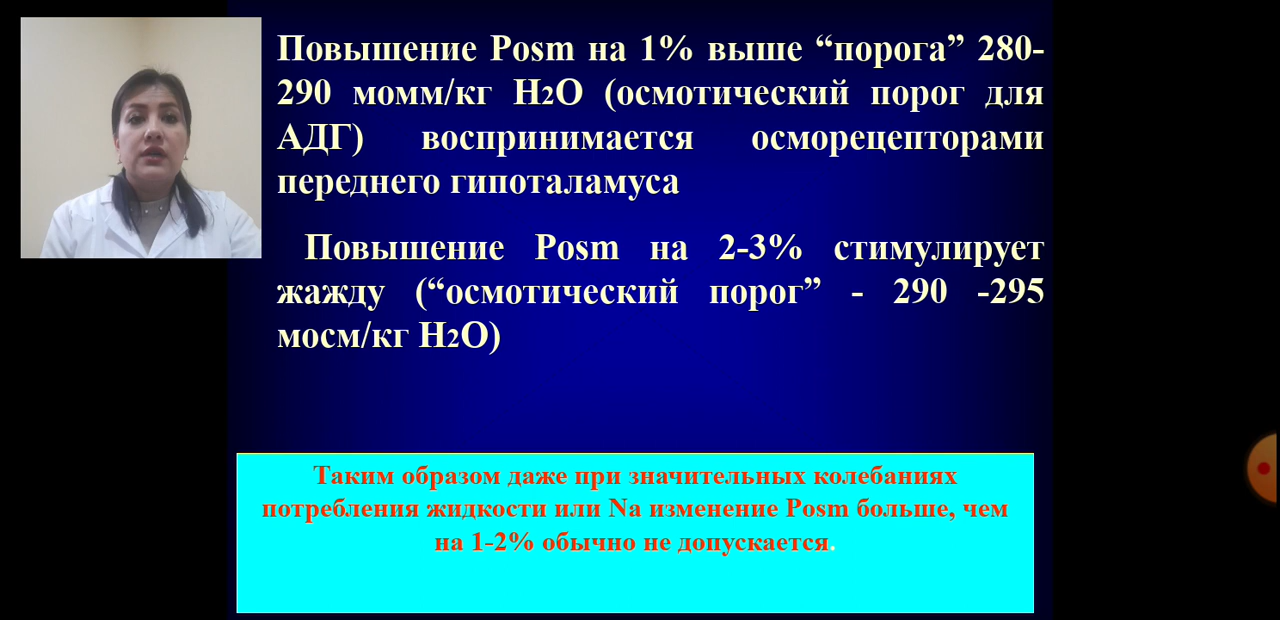 Повышение Posm на 1% выше “порога” 280-
290 момм/кг H2O (осмотический порог для
АДГ) воспринимается осморецепторами
переднего гипоталамуса
Повышение Posm на 2-3% стимулирует
жажду (“осмотический порог” - 290 -295
мосм/кг H2O)
Таким образом даже при значительных колебаниях
потребления жидкости или Na изменение Posm больше, чем
на 1-2% обычно не допускается.